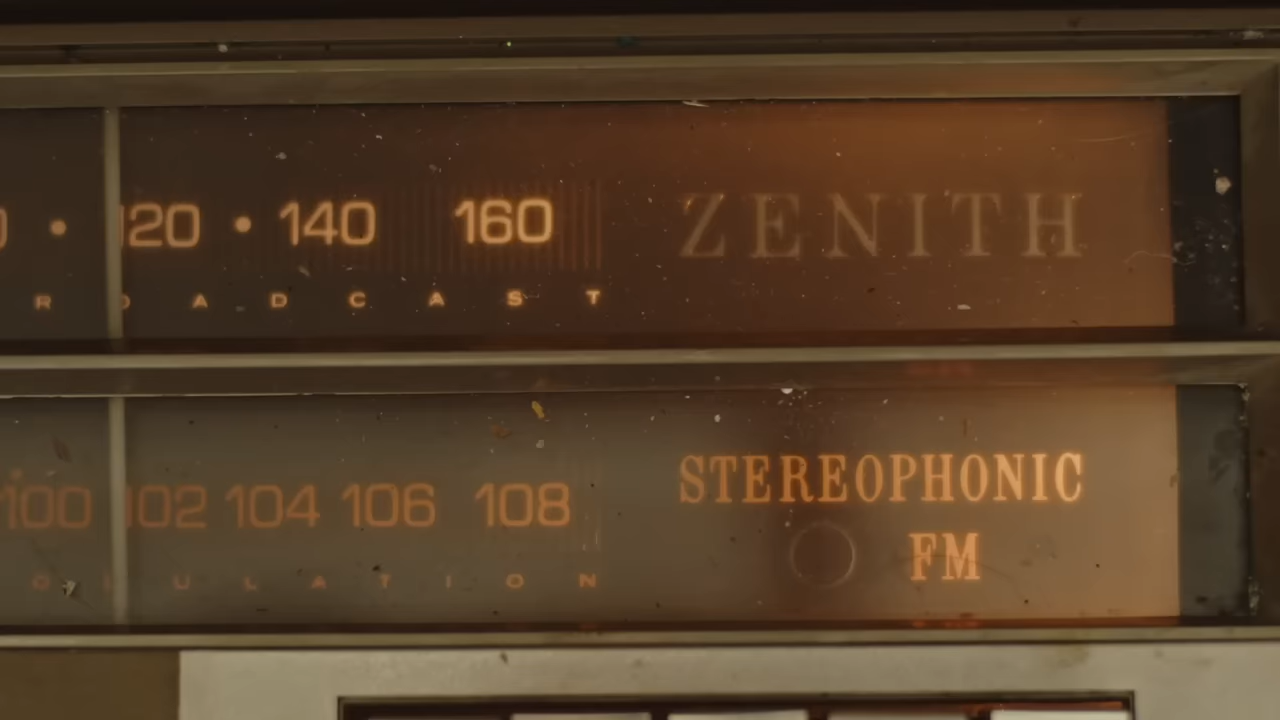 • 120 • 140 160 ZENITH
R O A D C A S T
100 102 104 106 108 STEREOPHONIC
FM
U L A T I O N